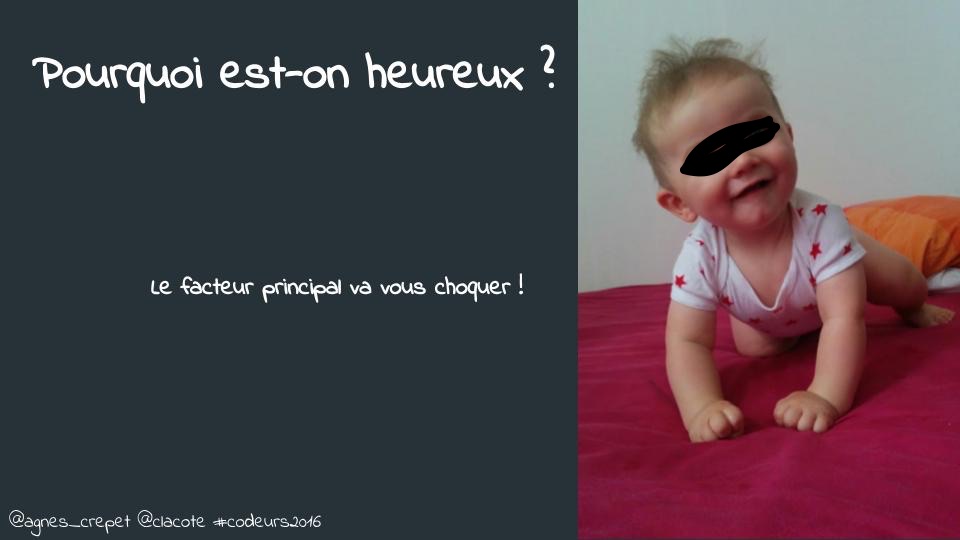 Pourquoi est-on heureux ?
Le facteur principal va vous choquer !
@agnes_crepet @clacote #codeurs2016